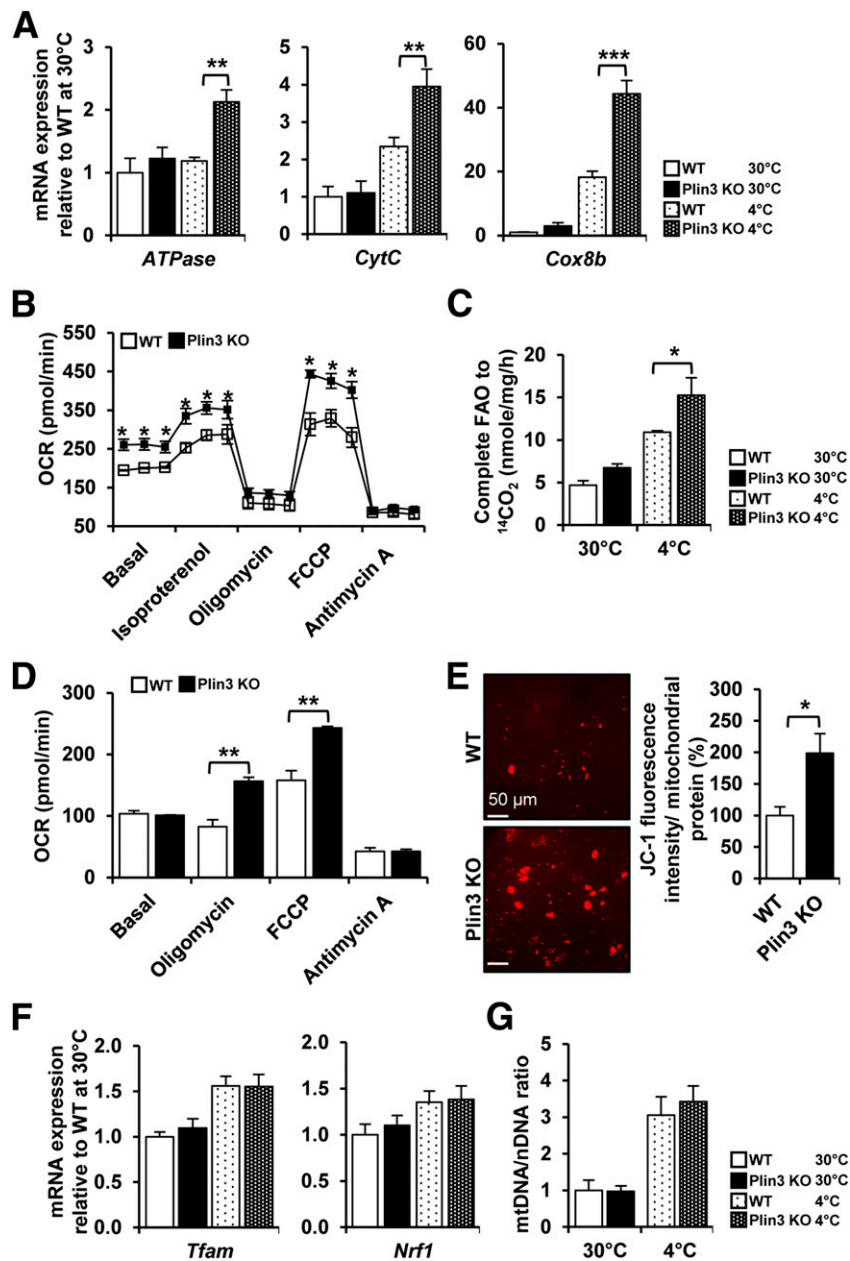 A
mRNA expression
relative to WT at 30°C
3
2
1
0
**
ATPase
5
4
3
2
1
0
**
CytC
60
40
20
0
***
Cox8b
WT 30°C
Plin3 KO 30°C
WT 4°C
Plin3 KO 4°C
B
OCR (pmol/min)
550
450
350
250
150
50
WT Plin3 KO
* * *
* * *
* * *
Basal
Isoproterenol
Oligomycin
FCCP
Antimycin A
C
Complete FAO to
¹⁴CO₂ (nmole/mg/h)
20
15
10
5
0
*
30°C 4°C
WT 30°C
Plin3 KO 30°C
WT 4°C
Plin3 KO 4°C
D
OCR (pmol/min)
300
200
100
0
WT Plin3 KO
**
**
Basal
Oligomycin
FCCP
Antimycin A
E
WT
50 µm
Plin3 KO
JC-1 fluorescence
intensity/ mitochondrial
protein (%)
300
250
200
150
100
50
0
*
WT
Plin3 KO
F
mRNA expression
relative to WT at 30°C
2.0
1.5
1.0
0.5
0.0
Tfam
2.0
1.5
1.0
0.5
0.0
Nrf1
G
mtDNA/nDNA ratio
5
4
3
2
1
0
30°C 4°C
WT 30°C
Plin3 KO 30°C
WT 4°C
Plin3 KO 4°C